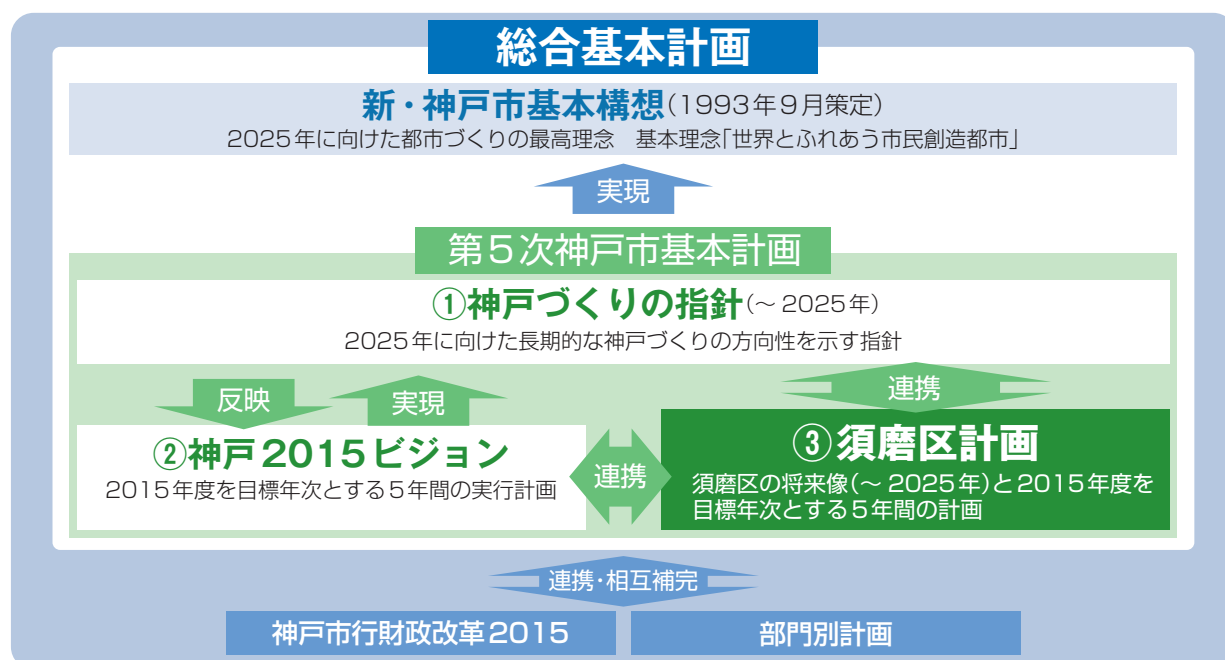 総合基本計画
新・神戸市基本構想(1993年9月策定)
2025年に向けた都市づくりの最高理念　基本理念「世界とふれあう市民創造都市」
実現
第5次神戸市基本計画
①神戸づくりの指針(～2025年)
2025年に向けた長期的な神戸づくりの方向性を示す指針
反映
実現
連携
②神戸2015ビジョン
2015年度を目標年次とする5年間の実行計画
連携
③須磨区計画
須磨区の将来像(～2025年)と2015年度を
目標年次とする5年間の計画
連携・相互補完
神戸市行財政改革2015
部門別計画